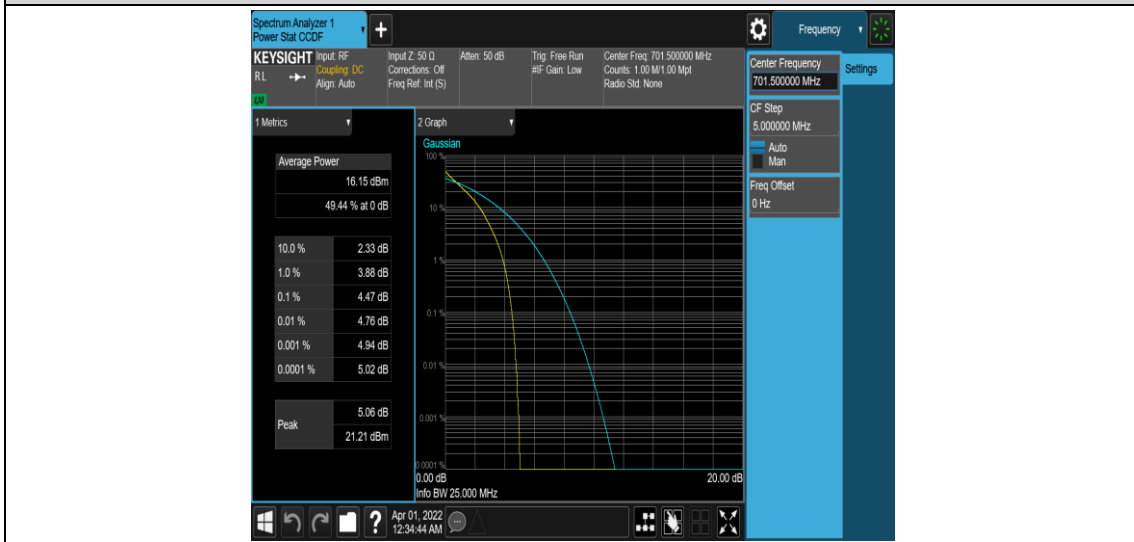 Spectrum Analyzer 1
Power Stat CCDF
+
Frequency
KEYSIGHT
RL
LXI
Input: RF
Coupling: DC
Align: Auto
Input Z: 50 Ω
Corrections: Off
Freq Ref: Int (S)
Atten: 50 dB
Trig: Free Run
#IF Gain: Low
Center Freq: 701.500000 MHz
Counts: 1.00 M/1.00 Mpt
Radio Std: None
Center Frequency
701.500000 MHz
Settings
CF Step
5.000000 MHz
Auto
Man
Freq Offset
0 Hz
1 Metrics
Average Power
16.15 dBm
49.44 % at 0 dB
10.0 % 2.33 dB
1.0 % 3.88 dB
0.1 % 4.47 dB
0.01 % 4.76 dB
0.001 % 4.94 dB
0.0001 % 5.02 dB
Peak
5.06 dB
21.21 dBm
2 Graph
Gaussian
100 %
10 %
1 %
0.1 %
0.01 %
0.001 %
0.0001 %
0.00 dB 20.00 dB
Info BW 25.000 MHz
?
Apr 01, 2022
12:34:44 AM